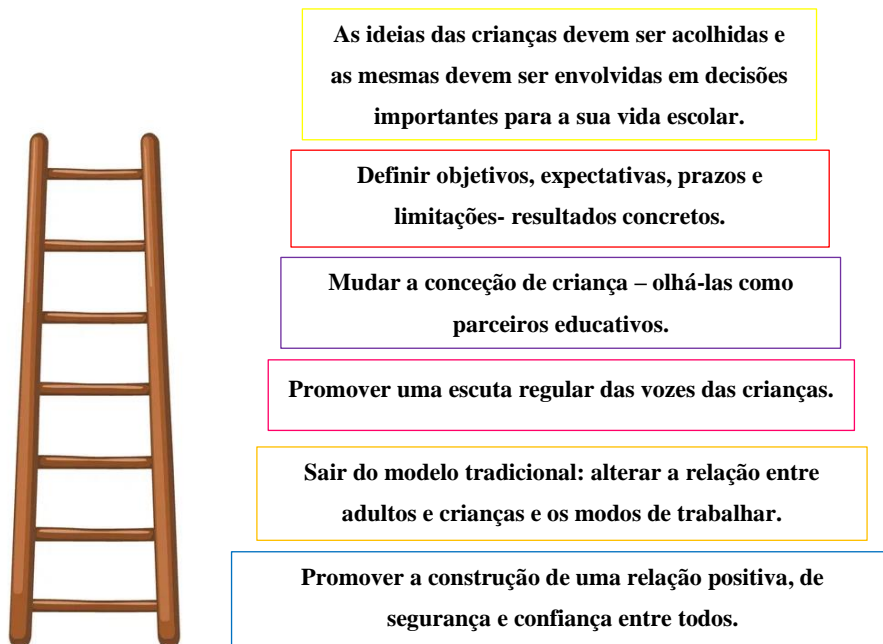 As ideias das crianças devem ser acolhidas e
as mesmas devem ser envolvidas em decisões
importantes para a sua vida escolar.
Definir objetivos, expectativas, prazos e
limitações- resultados concretos.
Mudar a conceção de criança – olhá-las como
parceiros educativos.
Promover uma escuta regular das vozes das crianças.
Sair do modelo tradicional: alterar a relação entre
adultos e crianças e os modos de trabalhar.
Promover a construção de uma relação positiva, de
segurança e confiança entre todos.